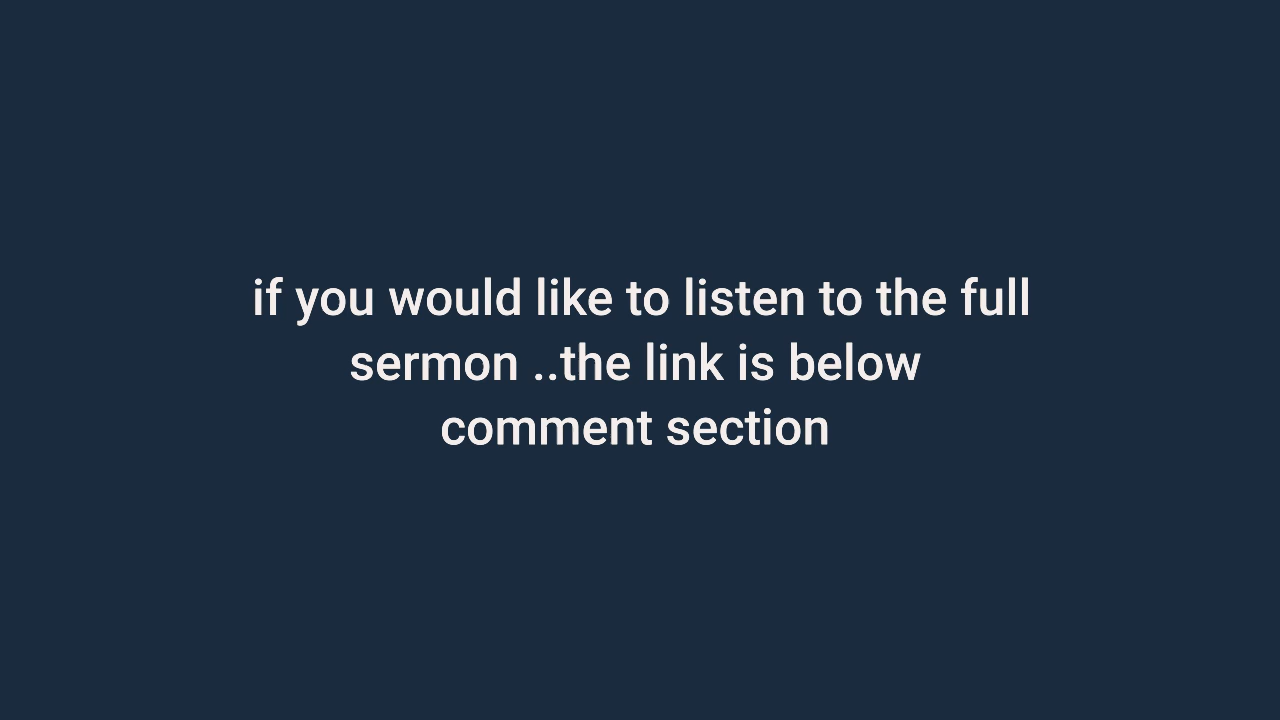 if you would like to listen to the full
sermon ..the link is below
comment section